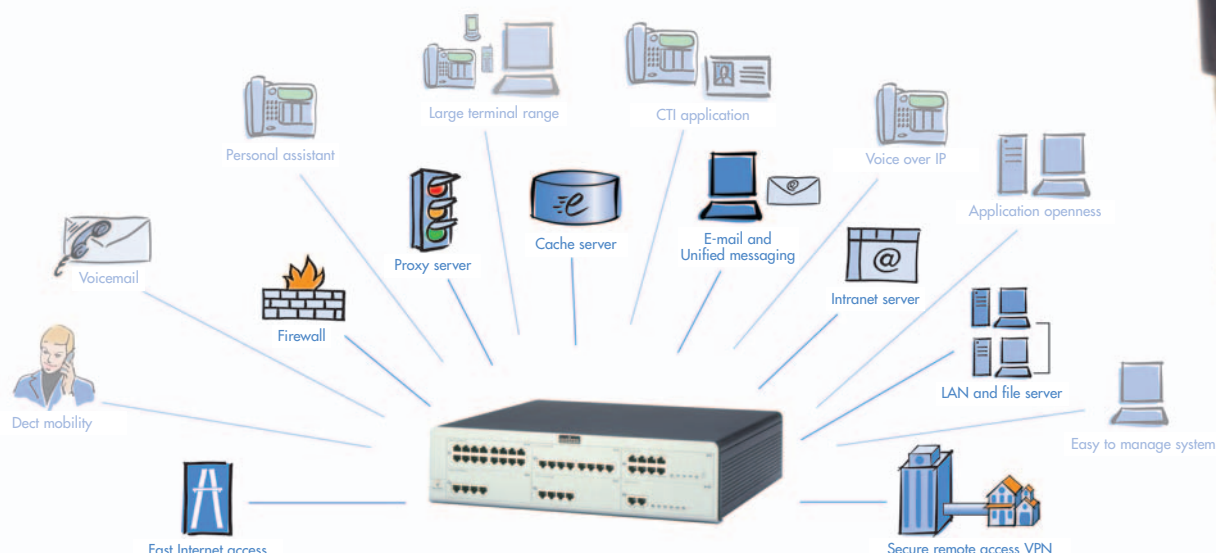 Large terminal range
CTI application
Personal assistant
Voice over IP
Application openness
Proxy server
Cache server
E-mail and
Unified messaging
Voicemail
Intranet server
Firewall
LAN and file server
Dect mobility
Easy to manage system
Fast Internet access
Secure remote access VPN